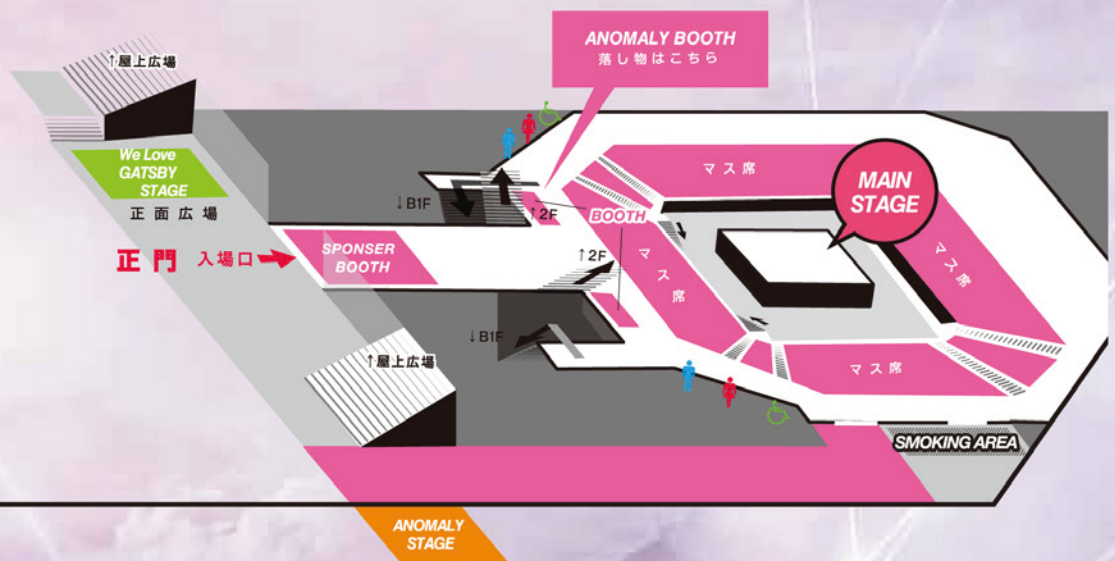 ANOMALY BOOTH
落し物はこちら
↑屋上広場
We Love
GATSBY
STAGE
正面広場
正門 入場口
SPONSER
BOOTH
↓B1F
↑2F
BOOTH
↑2F
↓B1F
マス席
マス席
マス席
マス席
MAIN
STAGE
↑屋上広場
SMOKING AREA
ANOMALY
STAGE